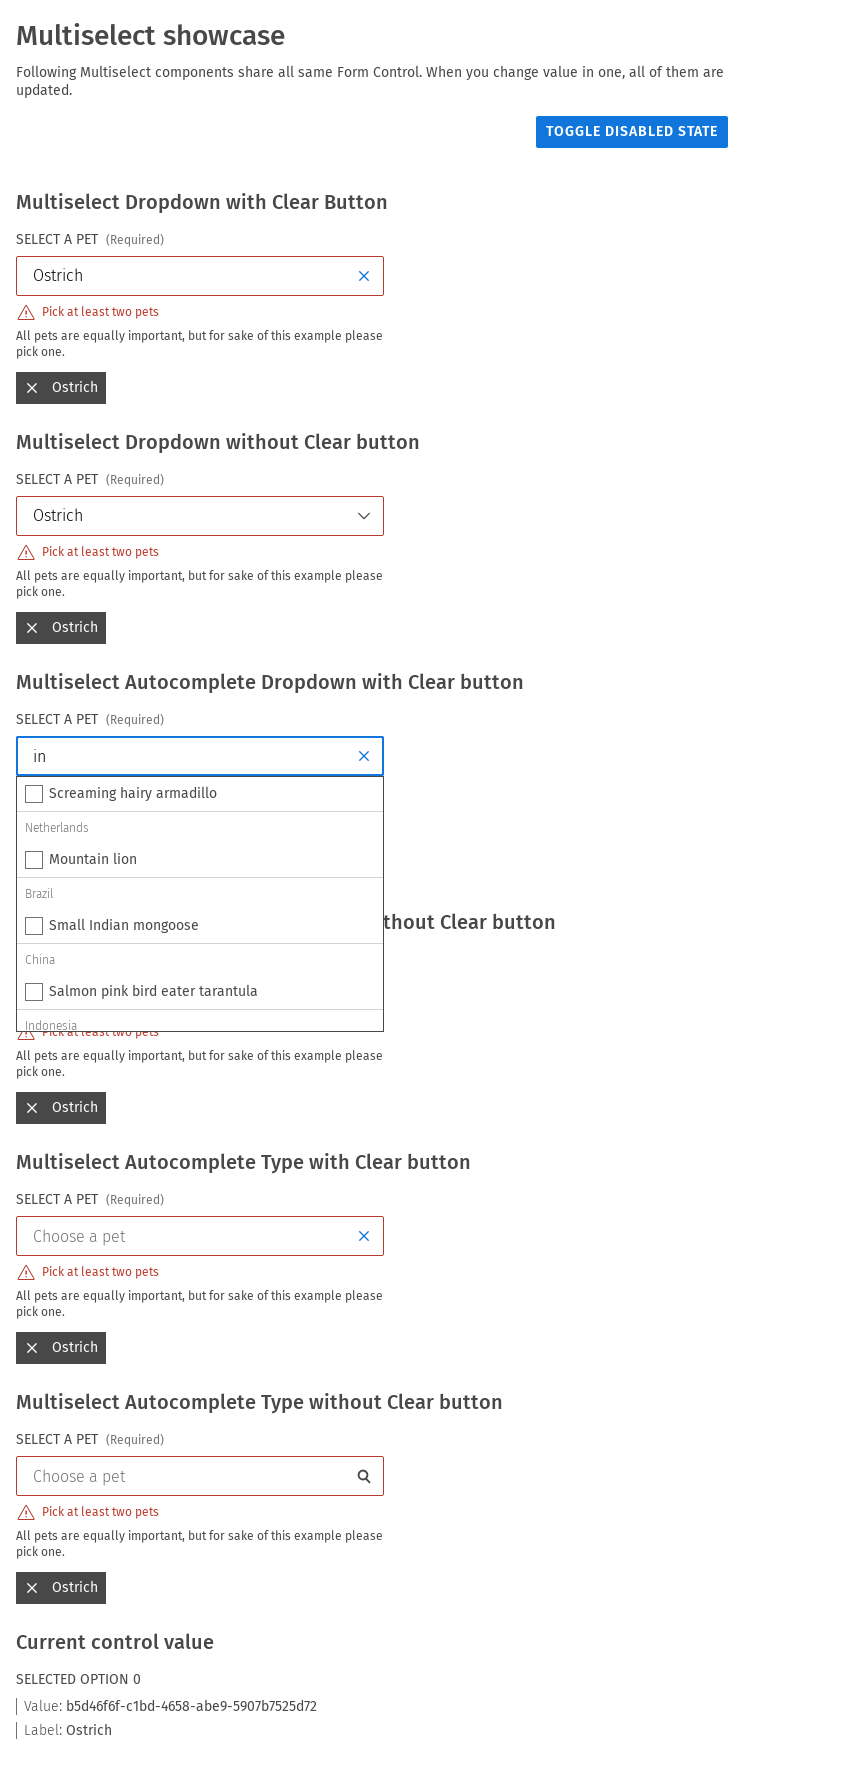 Multiselect showcase
Following Multiselect components share all same Form Control. When you change value in one, all of them are
updated.
TOGGLE DISABLED STATE
Multiselect Dropdown with Clear Button
SELECT A PET (Required)
Ostrich
Pick at least two pets
All pets are equally important, but for sake of this example please
pick one.
Ostrich
Multiselect Dropdown without Clear button
SELECT A PET (Required)
Ostrich
Pick at least two pets
All pets are equally important, but for sake of this example please
pick one.
Ostrich
Multiselect Autocomplete Dropdown with Clear button
SELECT A PET (Required)
in
Screaming hairy armadillo
Netherlands
Mountain lion
Brazil
Small Indian mongoose
thout Clear button
China
Salmon pink bird eater tarantula
Indonesia
Pick at least two pets
All pets are equally important, but for sake of this example please
pick one.
Ostrich
Multiselect Autocomplete Type with Clear button
SELECT A PET (Required)
Choose a pet
Pick at least two pets
All pets are equally important, but for sake of this example please
pick one.
Ostrich
Multiselect Autocomplete Type without Clear button
SELECT A PET (Required)
Choose a pet
Pick at least two pets
All pets are equally important, but for sake of this example please
pick one.
Ostrich
Current control value
SELECTED OPTION 0
Value: b5d46f6f-c1bd-4658-abe9-5907b7525d72
Label: Ostrich